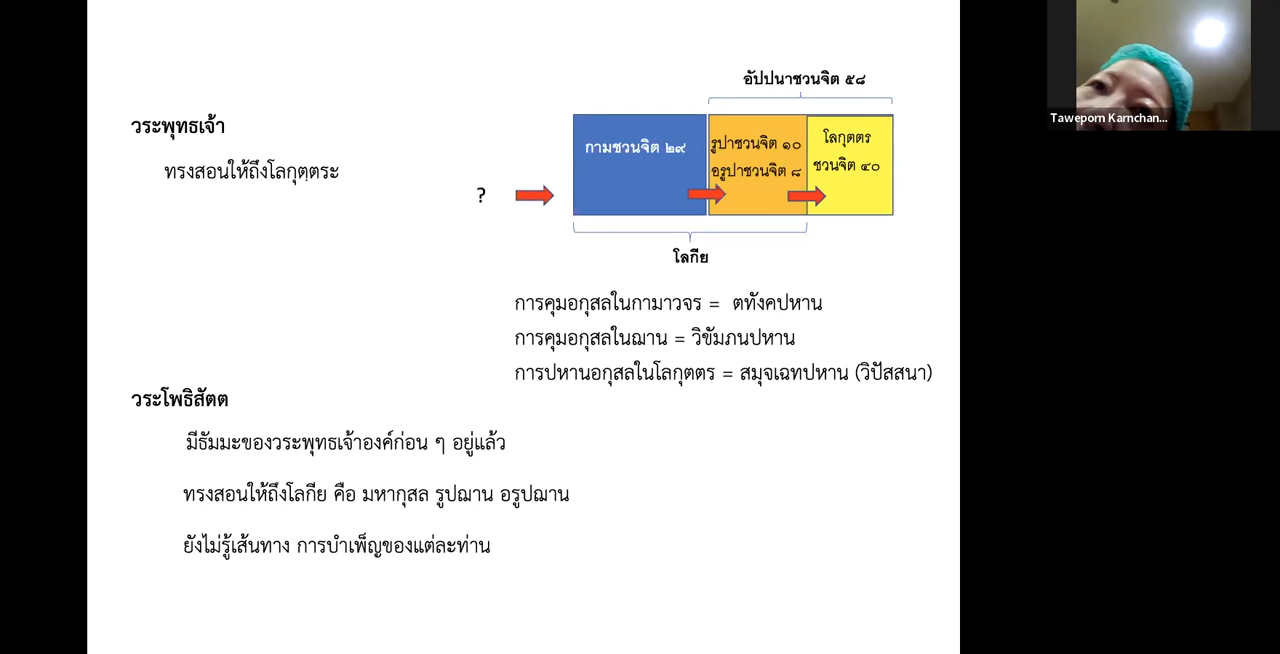 อัปปนาชวนจิต ๕๘
วระพุทธเจ้า
ทรงสอนให้ถึงโลกุตฺตระ
กามชวนจิต ๒๙
รูปาชวนจิต ๑๐
อรูปาชวนจิต ๘
โลกุตตร
ชวนจิต ๔๐
?
โลกีย
การคุมอกุสลในกามาวจร = ตทังคปหาน
การคุมอกุสลในฌาน = วิขัมภนปหาน
การปหานอกุสลในโลกุตตร = สมุจเฉทปหาน (วิปัสสนา)
วระโพธิสัตต
มีธัมมะของวระพุทธเจ้าองค์ก่อน ๆ อยู่แล้ว
ทรงสอนให้ถึงโลกีย คือ มหากุสล รูปฌาน อรูปฌาน
ยังไม่รู้เส้นทาง การบำเพ็ญของแต่ละท่าน
Taweporn Karnchan...